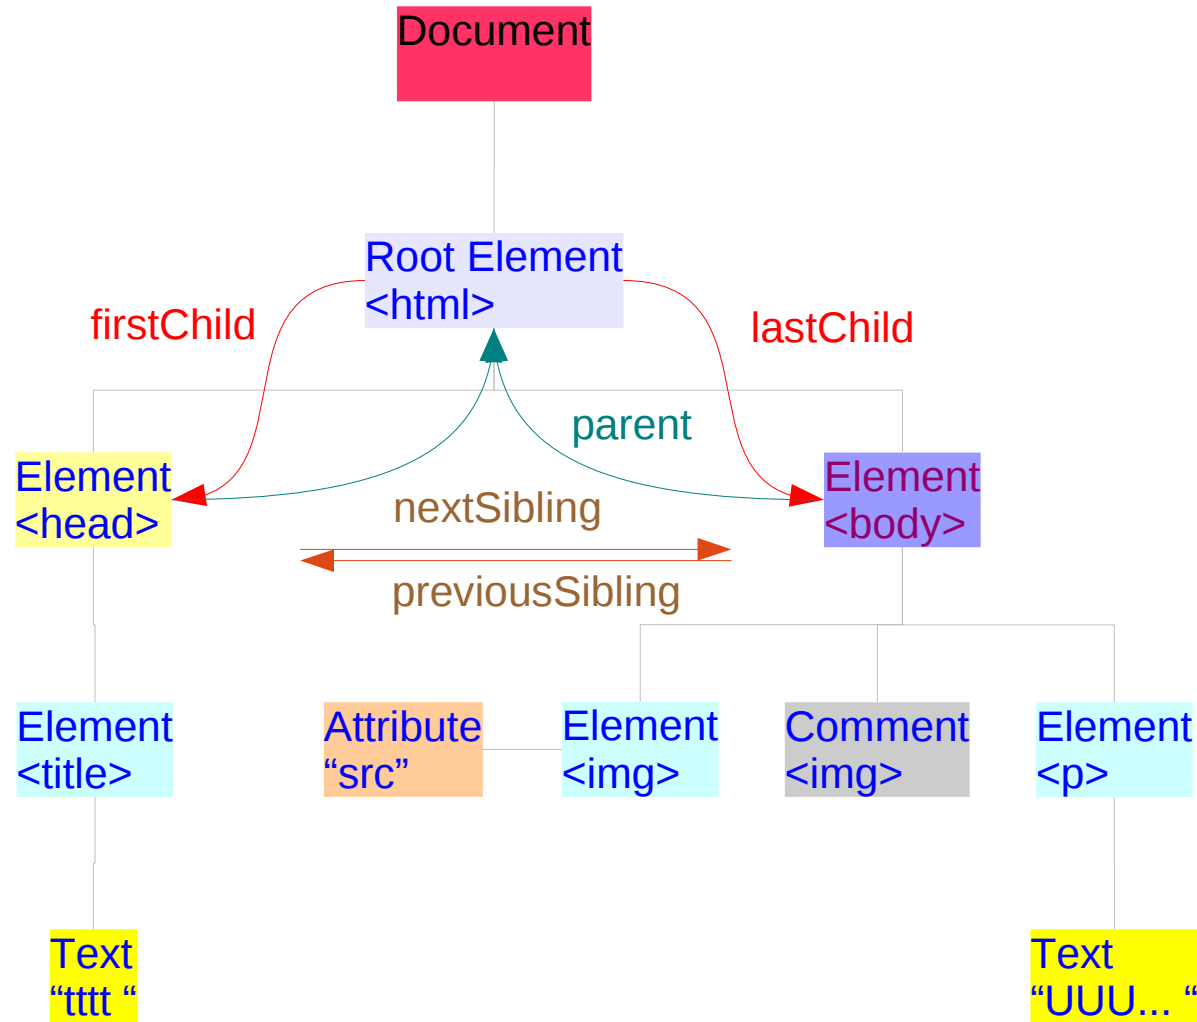 Document
Root Element
<html>
firstChild
lastChild
parent
Element
<head>
nextSibling
Element
<body>
previousSibling
Element
<title>
Attribute
“src”
Element
<img>
Comment
<img>
Element
<p>
Text
“tttt “
Text
“UUU... “